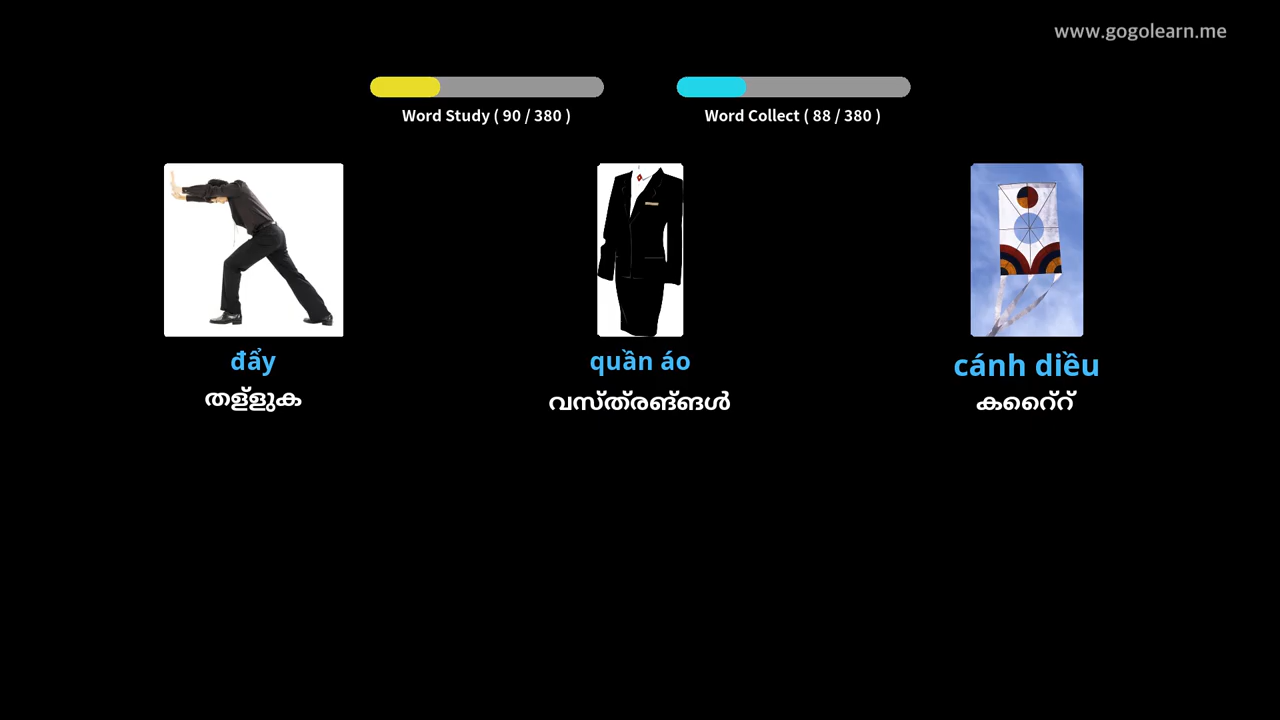 www.gogolearn.me
Word Study ( 90 / 380 )
Word Collect ( 88 / 380 )
đẩy
quần áo
cánh diều
തള്ളുക
വസ്ത്രങ്ങൾ
കറ്റൈ്